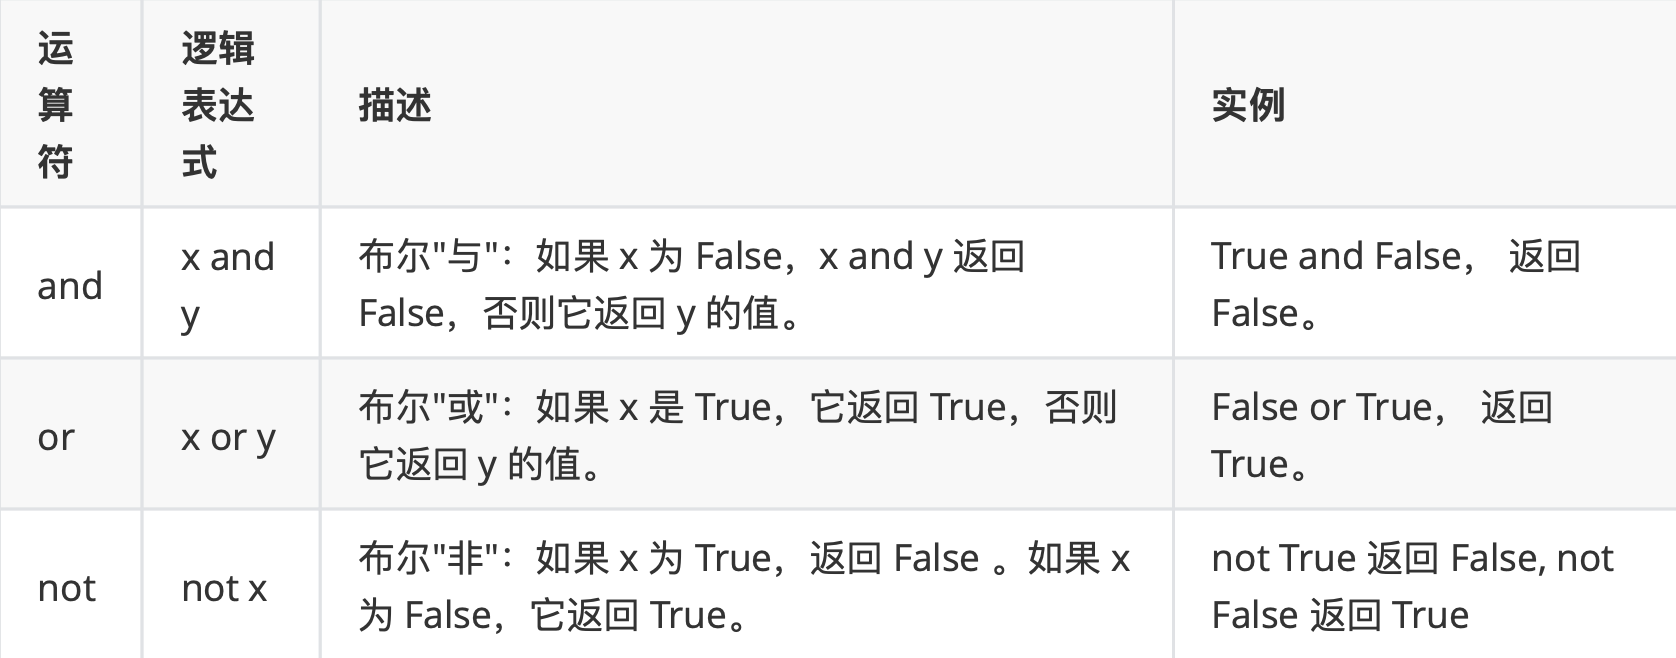 运
算
符
逻辑
表达
式
描述
实例
and
x and
y
布尔"与"：如果 x 为 False，x and y 返回
False，否则它返回 y 的值。
True and False， 返回
False。
or
x or y
布尔"或"：如果 x 是 True，它返回 True，否则
它返回 y 的值。
False or True， 返回
True。
not
not x
布尔"非"：如果 x 为 True，返回 False 。如果 x
为 False，它返回 True。
not True 返回 False, not
False 返回 True